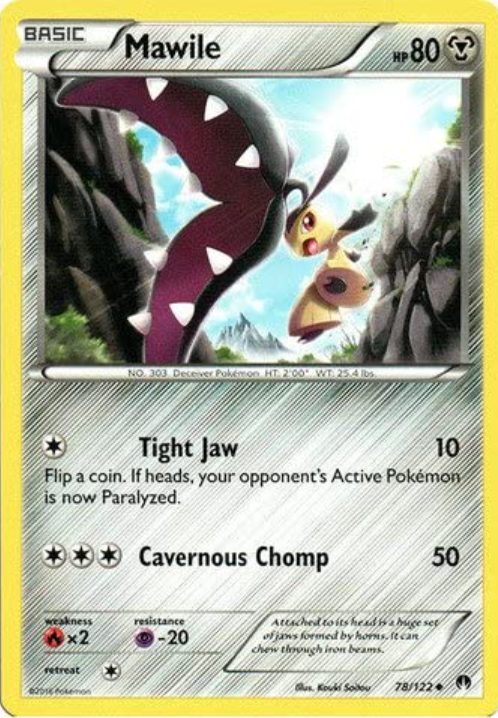 BASIC
Mawile
HP80
NO. 303 Deceiver Pokémon HT: 2'00" WT: 25.4 lbs.
Tight Jaw 10
Flip a coin. If heads, your opponent's Active Pokémon
is now Paralyzed.
Cavernous Chomp 50
weakness
×2
resistance
-20
retreat
Attached to its head is a huge set
of jaws formed by horns. It can
chew through iron beams.
©2016 Pokémon
Illus. Kouki Saitou
78/122